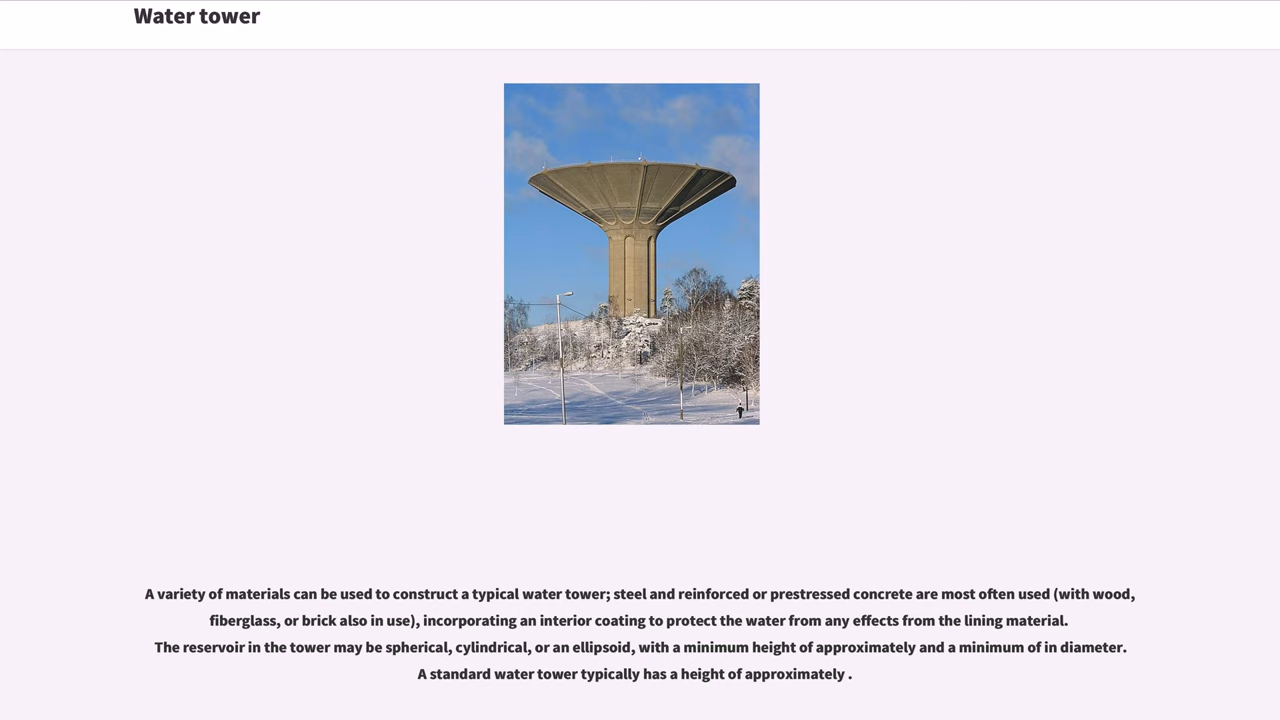 Water tower
A variety of materials can be used to construct a typical water tower; steel and reinforced or prestressed concrete are most often used (with wood,
fiberglass, or brick also in use), incorporating an interior coating to protect the water from any effects from the lining material.
The reservoir in the tower may be spherical, cylindrical, or an ellipsoid, with a minimum height of approximately and a minimum of in diameter.
A standard water tower typically has a height of approximately .